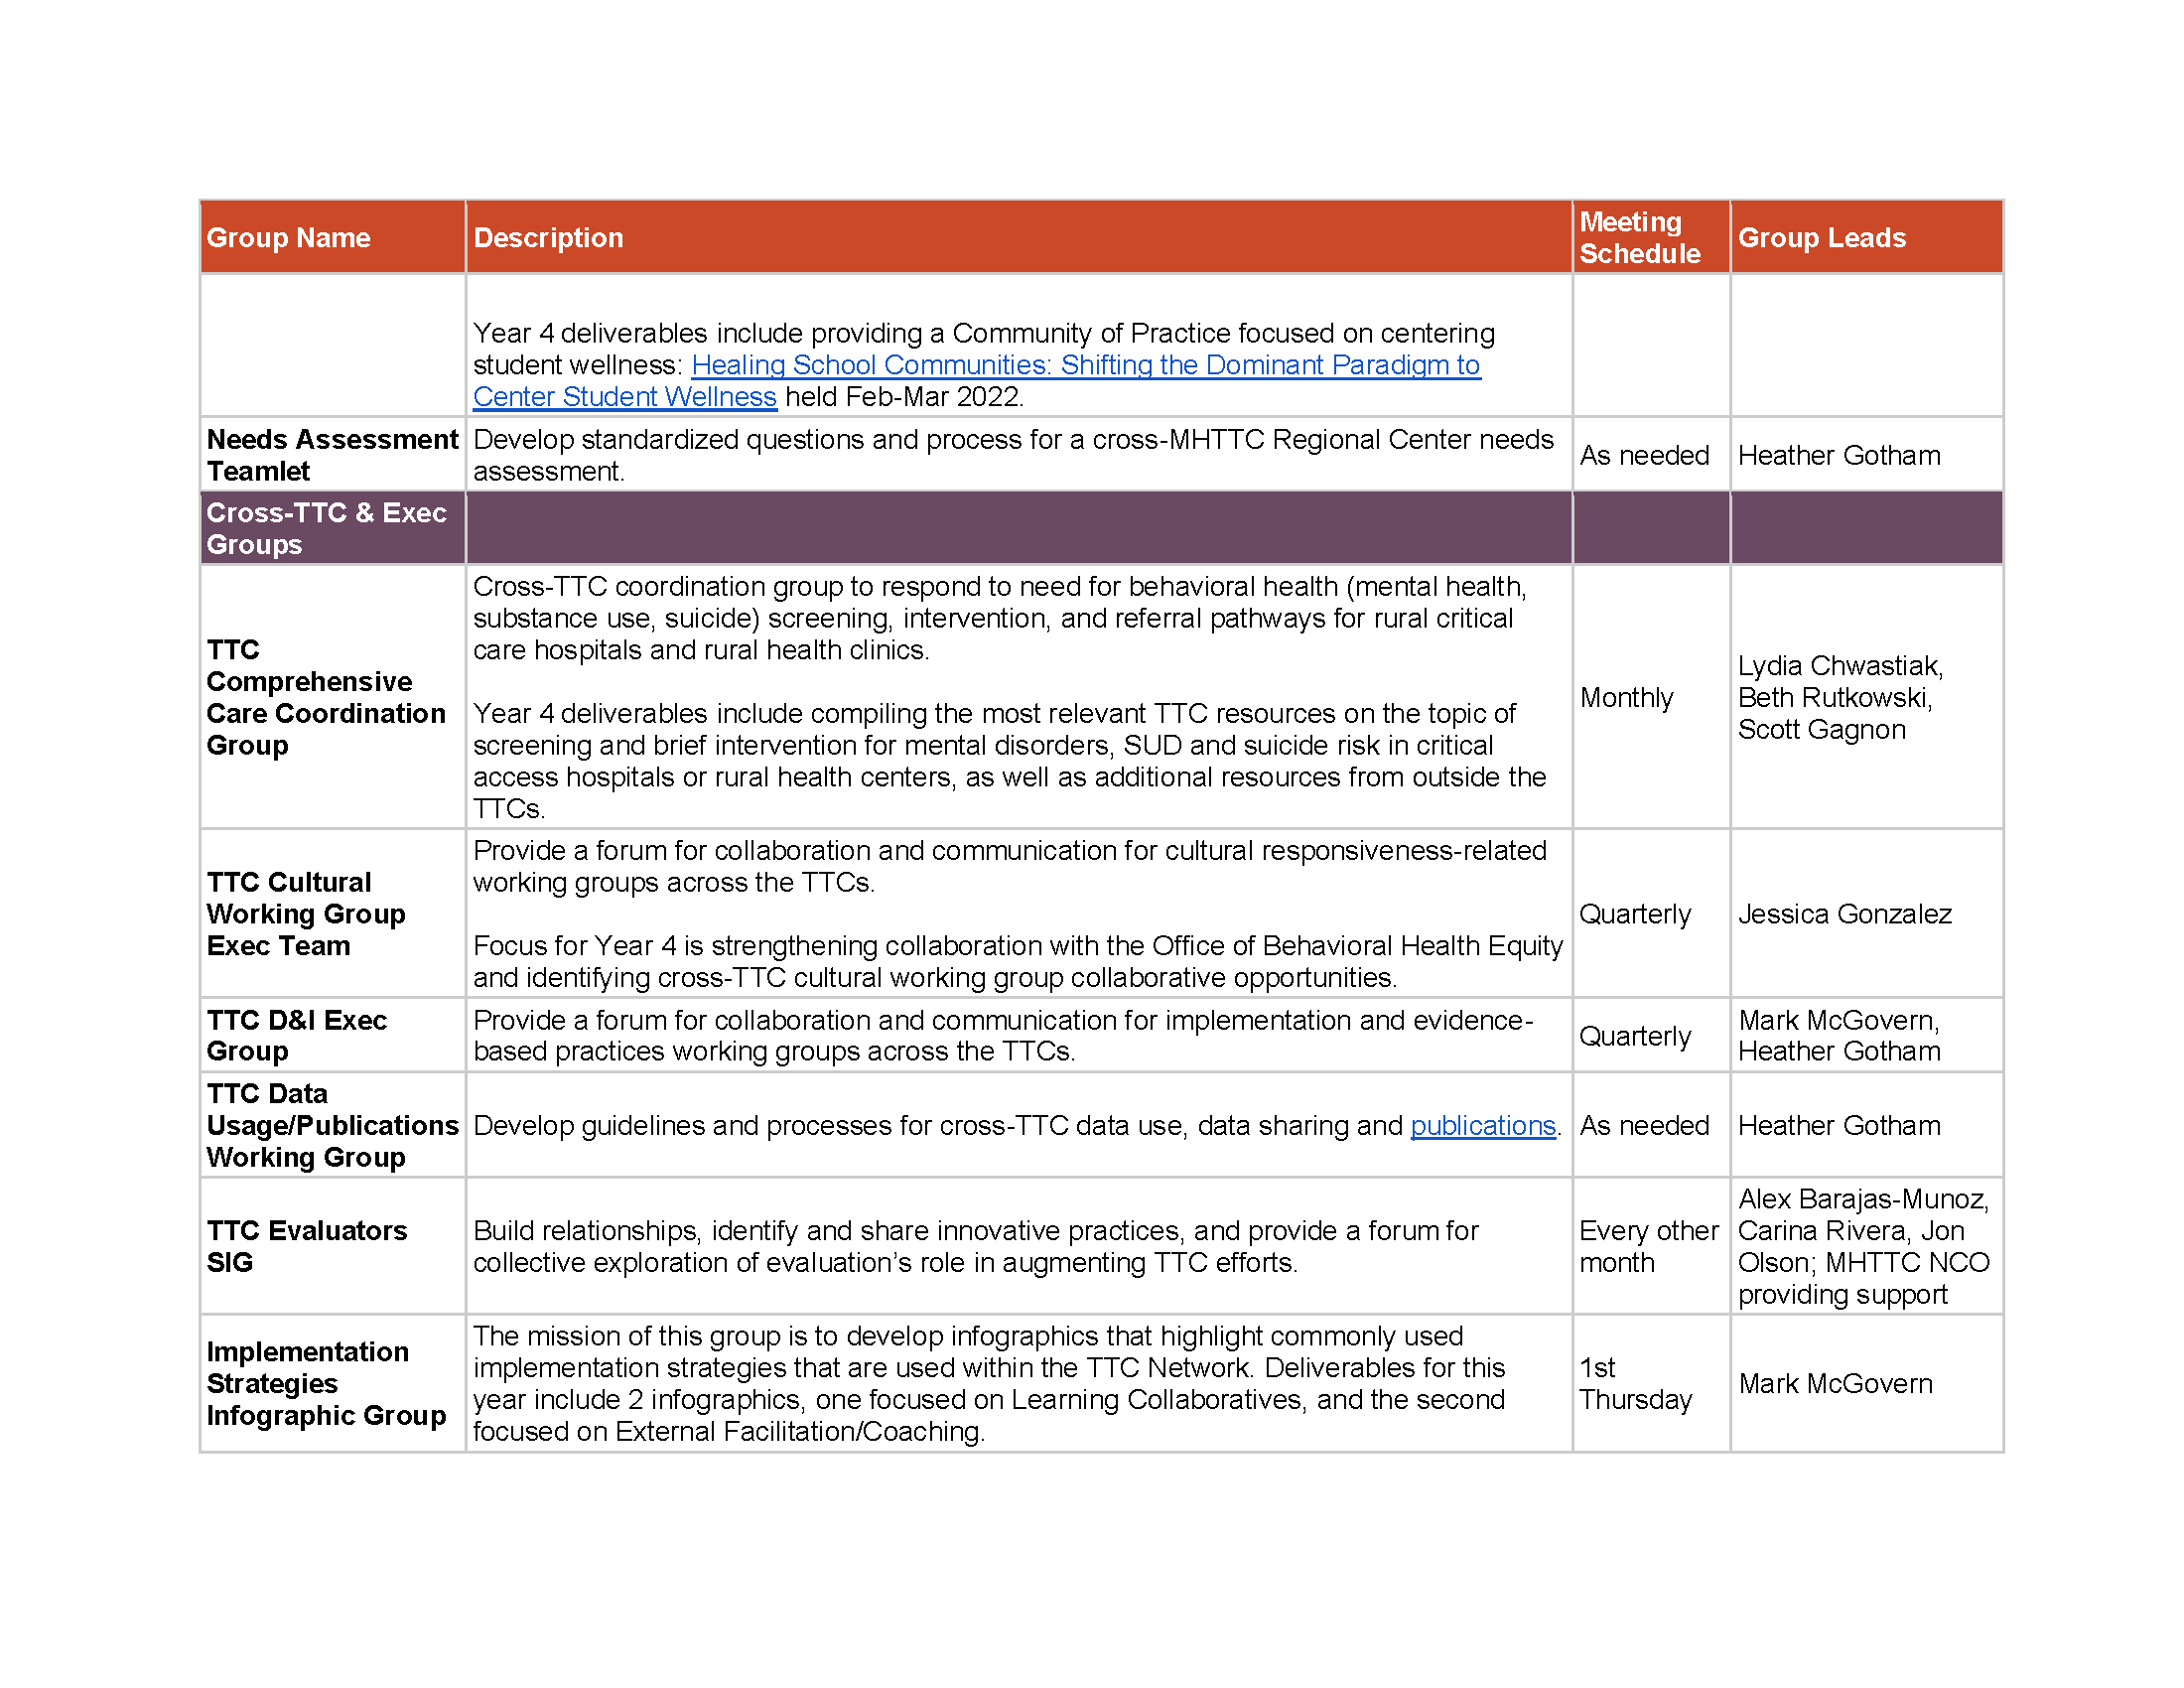 Group Name
Description
Meeting
Schedule
Group Leads
Year 4 deliverables include providing a Community of Practice focused on centering
student wellness: Healing School Communities: Shifting the Dominant Paradigm to
Center Student Wellness held Feb-Mar 2022.
Needs Assessment
Teamlet
Develop standardized questions and process for a cross-MHTTC Regional Center needs
assessment.
As needed
Heather Gotham
Cross-TTC & Exec
Groups
TTC
Comprehensive
Care Coordination
Group
Cross-TTC coordination group to respond to need for behavioral health (mental health,
substance use, suicide) screening, intervention, and referral pathways for rural critical
care hospitals and rural health clinics.
Year 4 deliverables include compiling the most relevant TTC resources on the topic of
screening and brief intervention for mental disorders, SUD and suicide risk in critical
access hospitals or rural health centers, as well as additional resources from outside the
TTCs.
Monthly
Lydia Chwastiak,
Beth Rutkowski,
Scott Gagnon
TTC Cultural
Working Group
Exec Team
Provide a forum for collaboration and communication for cultural responsiveness-related
working groups across the TTCs.
Focus for Year 4 is strengthening collaboration with the Office of Behavioral Health Equity
and identifying cross-TTC cultural working group collaborative opportunities.
Quarterly
Jessica Gonzalez
TTC D&I Exec
Group
Provide a forum for collaboration and communication for implementation and evidence-
based practices working groups across the TTCs.
Quarterly
Mark McGovern,
Heather Gotham
TTC Data
Usage/Publications
Working Group
Develop guidelines and processes for cross-TTC data use, data sharing and publications.
As needed
Heather Gotham
TTC Evaluators
SIG
Build relationships, identify and share innovative practices, and provide a forum for
collective exploration of evaluation’s role in augmenting TTC efforts.
Every other
month
Alex Barajas-Munoz,
Carina Rivera, Jon
Olson; MHTTC NCO
providing support
Implementation
Strategies
Infographic Group
The mission of this group is to develop infographics that highlight commonly used
implementation strategies that are used within the TTC Network. Deliverables for this
year include 2 infographics, one focused on Learning Collaboratives, and the second
focused on External Facilitation/Coaching.
1st
Thursday
Mark McGovern